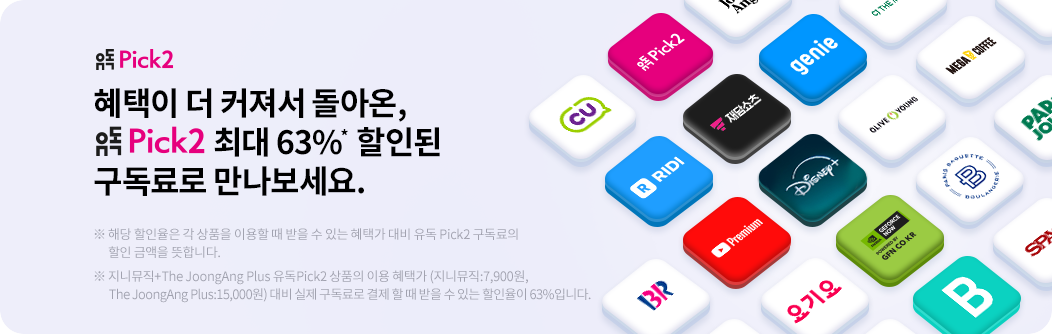 유독 Pick2
혜택이 더 커져서 돌아온,
유독 Pick2 최대 63%* 할인된
구독료로 만나보세요.
※ 해당 할인율은 각 상품을 이용할 때 받을 수 있는 혜택가 대비 유독 Pick2 구독료의
할인 금액을 뜻합니다.
※ 지니뮤직+The JoongAng Plus 유독Pick2 상품의 이용 혜택가 (지니뮤직:7,900원,
The JoongAng Plus:15,000원) 대비 실제 구독료로 결제 할 때 받을 수 있는 할인율이 63%입니다.
유독 Pick2
genie
MEGA COFFEE
CU
재담쇼츠
OLIVE YOUNG
RIDI
Disney+
PARIS BAGUETTE
BOULANGERIE
Premium
GEFORCE
NOW
NVIDIA
POWERED BY
GFN CO KR
BR
요기요
B